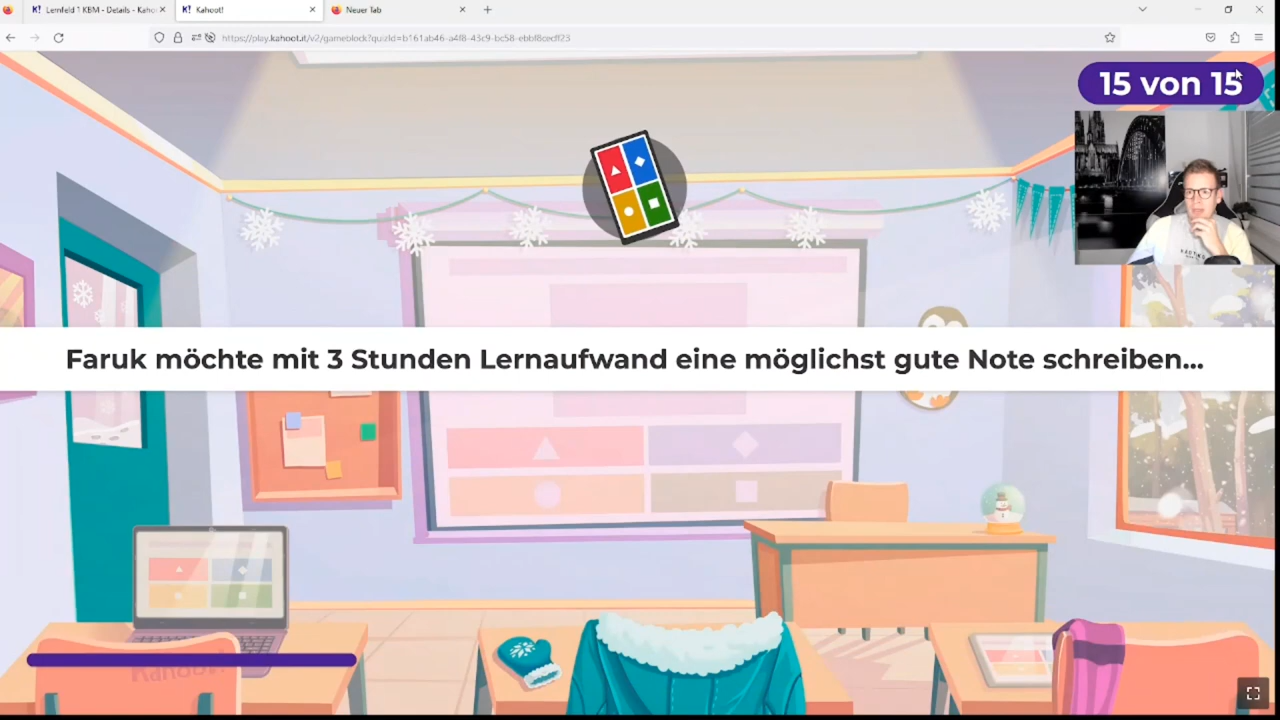 Lernfeld 1 KBM - Details - Kaho
Kahoot!
Neuer Tab
https://play.kahoot.it/v2/gameblock?quizId=b161ab46-a4f8-43c9-bc58-ebbf8cecff23
15 von 15
Faruk möchte mit 3 Stunden Lernaufwand eine möglichst gute Note schreiben...
Kahoot!